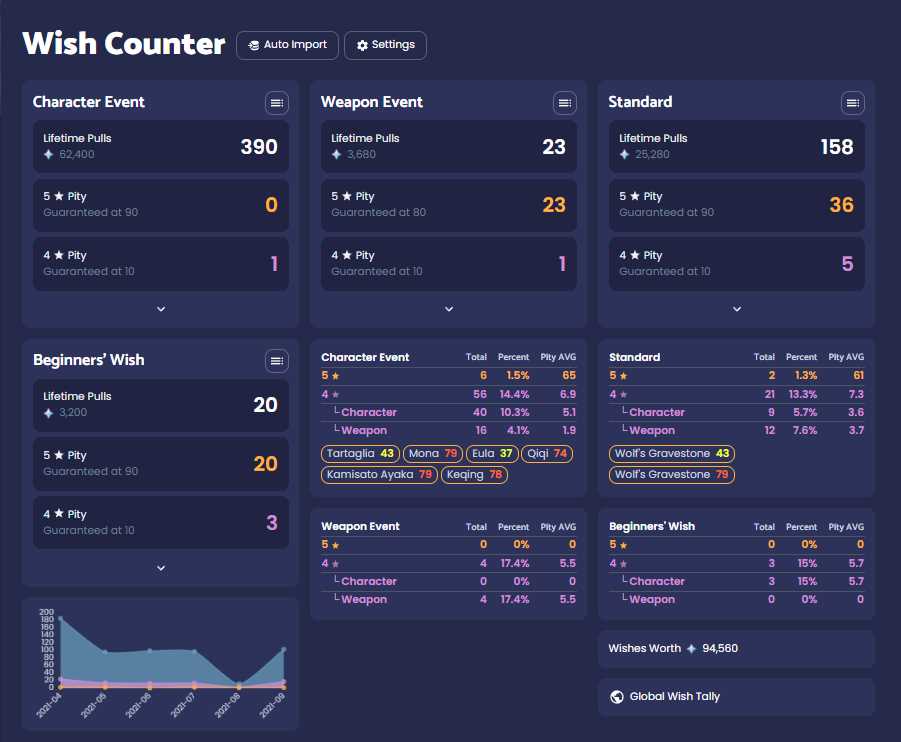 Wish Counter
Auto Import
Settings
Character Event
Lifetime Pulls
62,400
390
5 ★ Pity
Guaranteed at 90
0
4 ★ Pity
Guaranteed at 10
1
Weapon Event
Lifetime Pulls
3,680
23
5 ★ Pity
Guaranteed at 80
23
4 ★ Pity
Guaranteed at 10
1
Standard
Lifetime Pulls
25,280
158
5 ★ Pity
Guaranteed at 90
36
4 ★ Pity
Guaranteed at 10
5
Beginners' Wish
Lifetime Pulls
3,200
20
5 ★ Pity
Guaranteed at 90
20
4 ★ Pity
Guaranteed at 10
3
Character Event Total Percent Pity AVG
5 ★ 6 1.5% 65
4 ★ 56 14.4% 6.9
└ Character 40 10.3% 5.1
└ Weapon 16 4.1% 1.9
Tartaglia 43 Mona 79 Eula 37 Qiqi 74
Kamisato Ayaka 79 Keqing 78
Standard Total Percent Pity AVG
5 ★ 2 1.3% 61
4 ★ 21 13.3% 7.3
└ Character 9 5.7% 3.6
└ Weapon 12 7.6% 3.7
Wolf's Gravestone 43
Wolf's Gravestone 79
Weapon Event Total Percent Pity AVG
5 ★ 0 0% 0
4 ★ 4 17.4% 5.5
└ Character 0 0% 0
└ Weapon 4 17.4% 5.5
Beginners' Wish Total Percent Pity AVG
5 ★ 0 0% 0
4 ★ 3 15% 5.7
└ Character 3 15% 5.7
└ Weapon 0 0% 0
200
180
160
140
120
100
80
60
40
20
0
2021-04 2021-05 2021-06 2021-07 2021-08 2021-09
Wishes Worth 94,560
Global Wish Tally